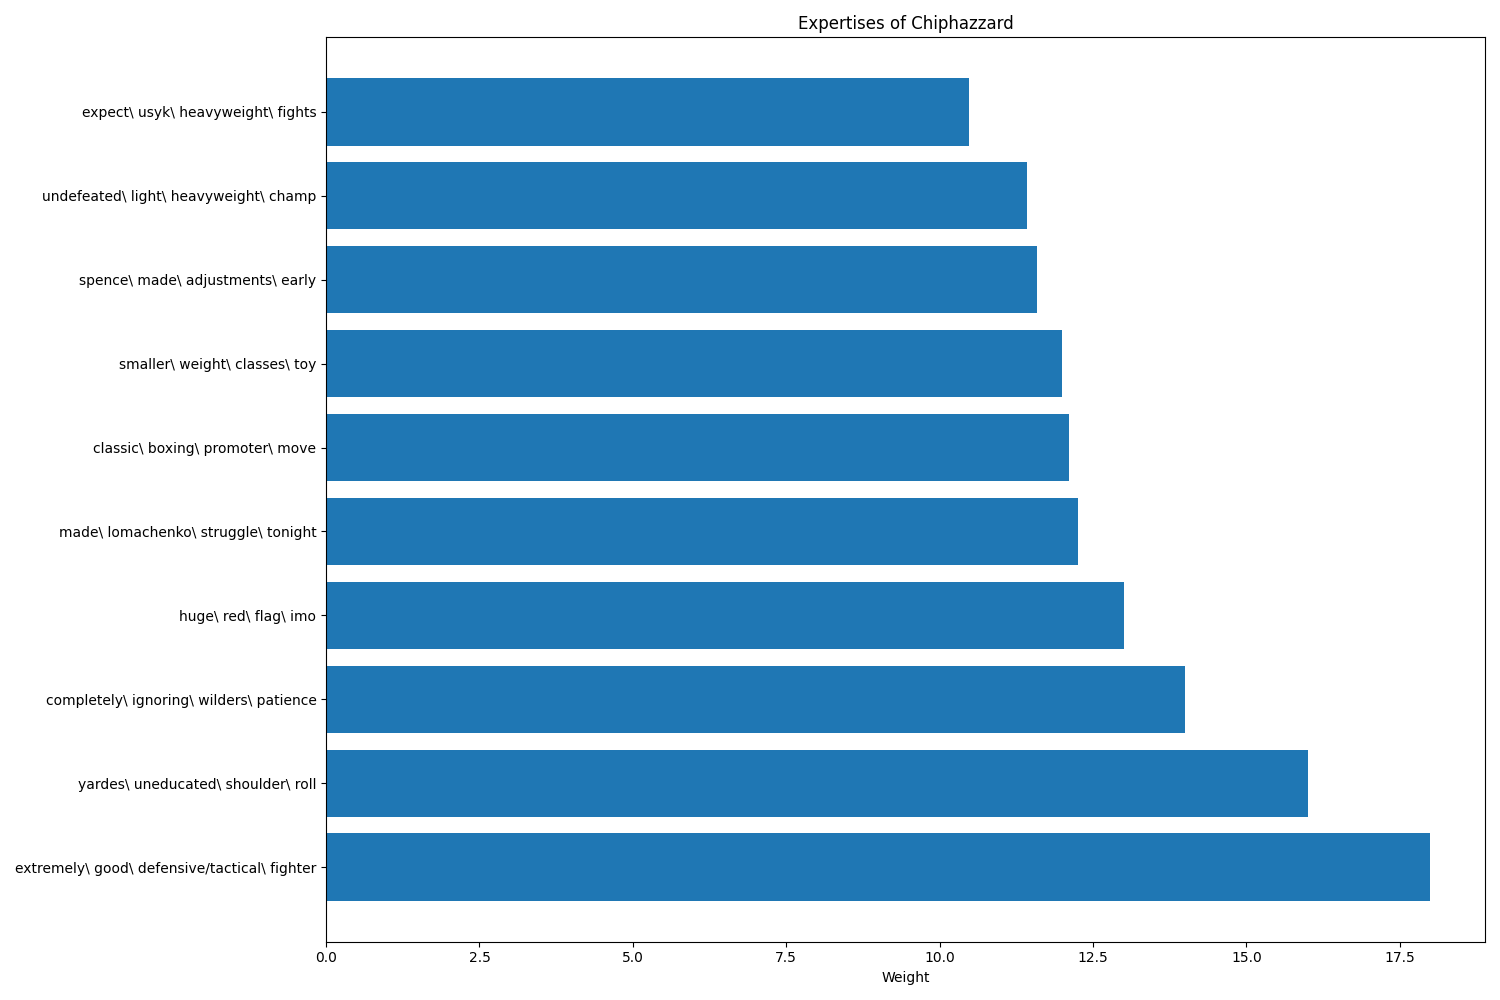 Expertises of Chiphazzard
expect\ usyk\ heavyweight\ fights
undefeated\ light\ heavyweight\ champ
spence\ made\ adjustments\ early
smaller\ weight\ classes\ toy
classic\ boxing\ promoter\ move
made\ lomachenko\ struggle\ tonight
huge\ red\ flag\ imo
completely\ ignoring\ wilders\ patience
yardes\ uneducated\ shoulder\ roll
extremely\ good\ defensive/tactical\ fighter
0.0 2.5 5.0 7.5 10.0 12.5 15.0 17.5
Weight